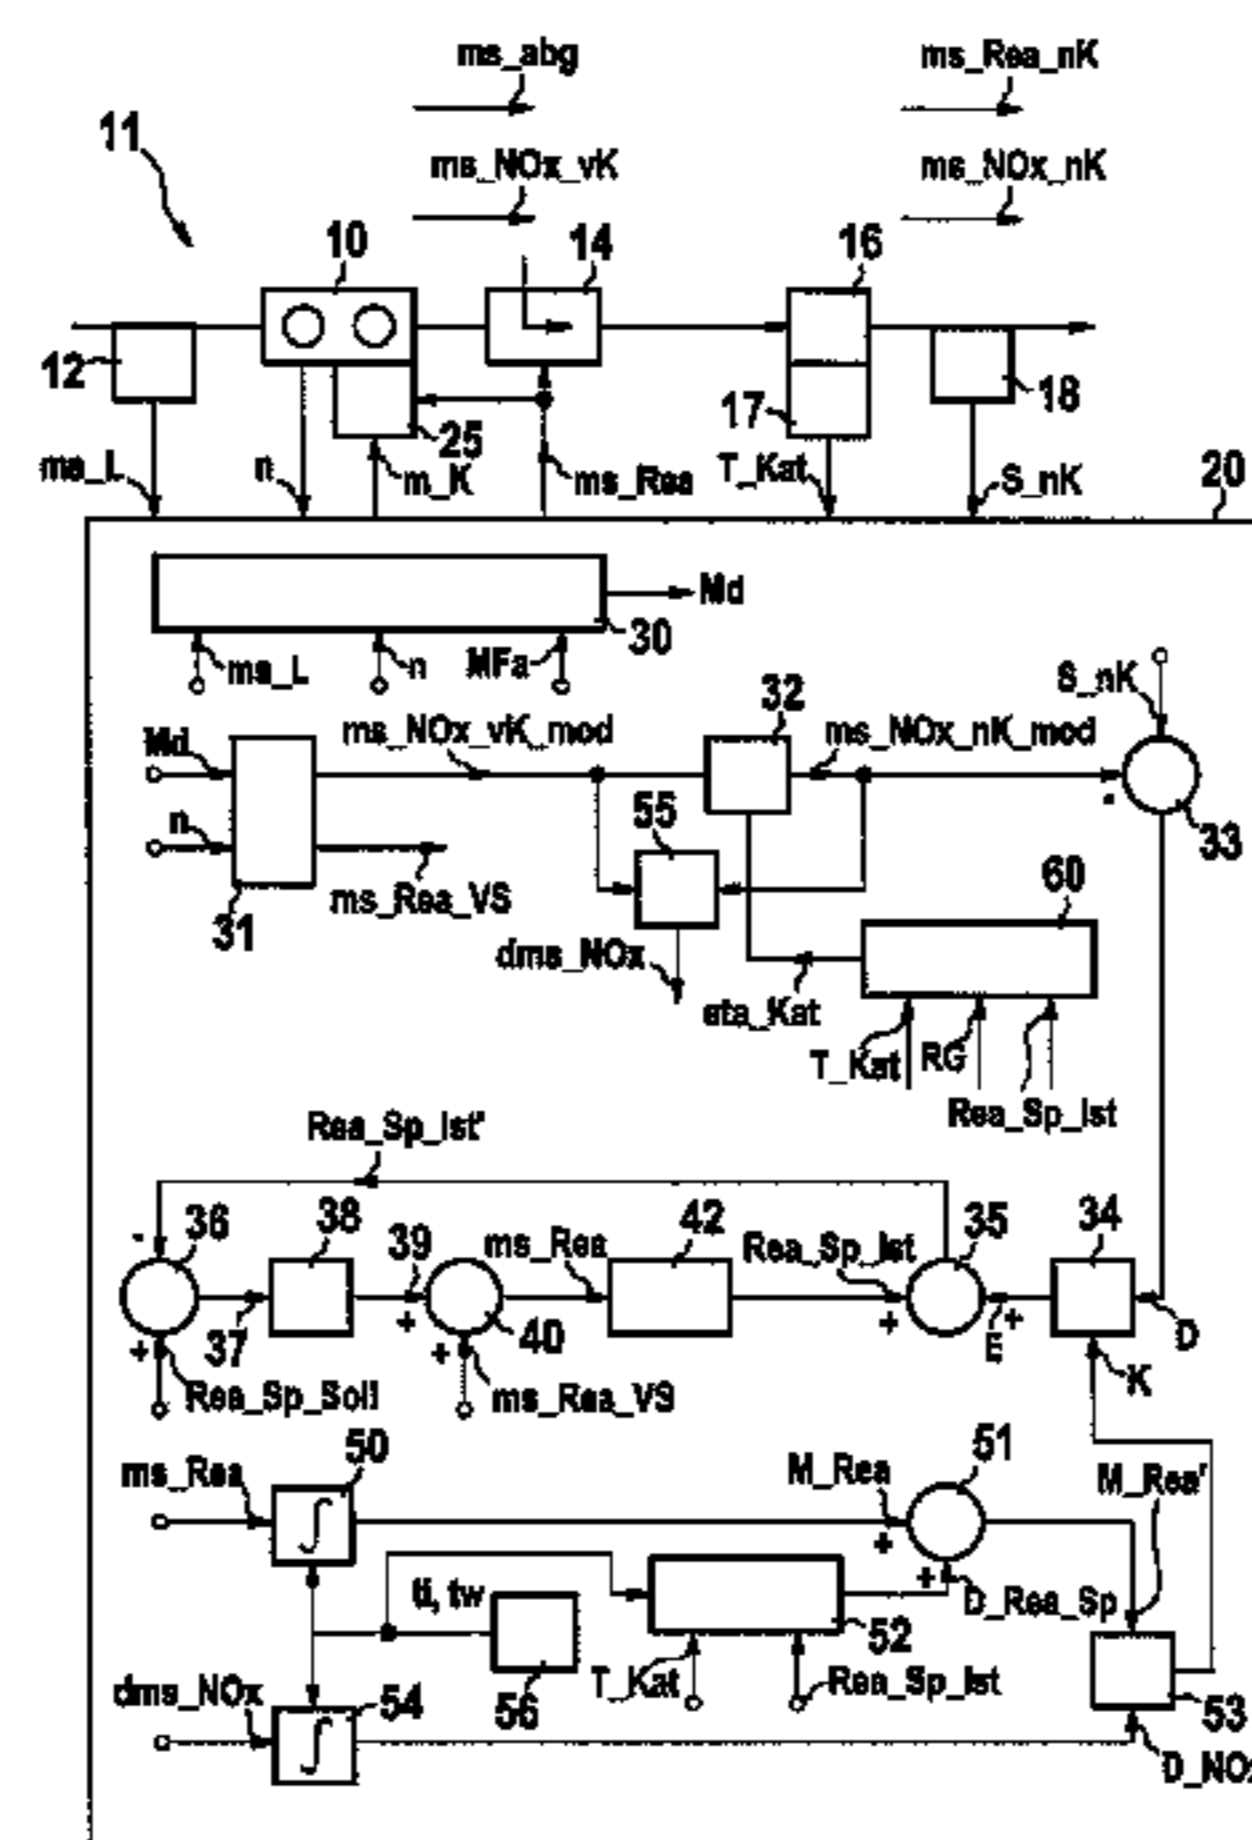 ms_abg
ms_Rea_nK
11
ms_NOx_vK
ms_NOx_nK
10
14
16
12
17
18
25
ms_L
n
m_K
ms_Rea
T_Kat
S_nK
20
Md
30
ms_L
n
MFa
S_nK
32
Md
ms_NOx_vK_mod
ms_NOx_nK_mod
-
n
55
33
31
ms_Rea_VS
60
dms_NOx
eta_Kat
T_Kat
RG
Rea_Sp_Ist
Rea_Sp_Ist'
-
36
38
39
ms_Rea
42
Rea_Sp_Ist
35
34
+
37
+
40
+
+
E
+
D
Rea_Sp_Soll
ms_Rea_VS
K
50
ms_Rea
M_Rea
51
M_Rea'
∫
+
ti, tw
+
D_Rea_Sp
52
T_Kat
Rea_Sp_Ist
56
dms_NOx
54
∫
53
D_NOx